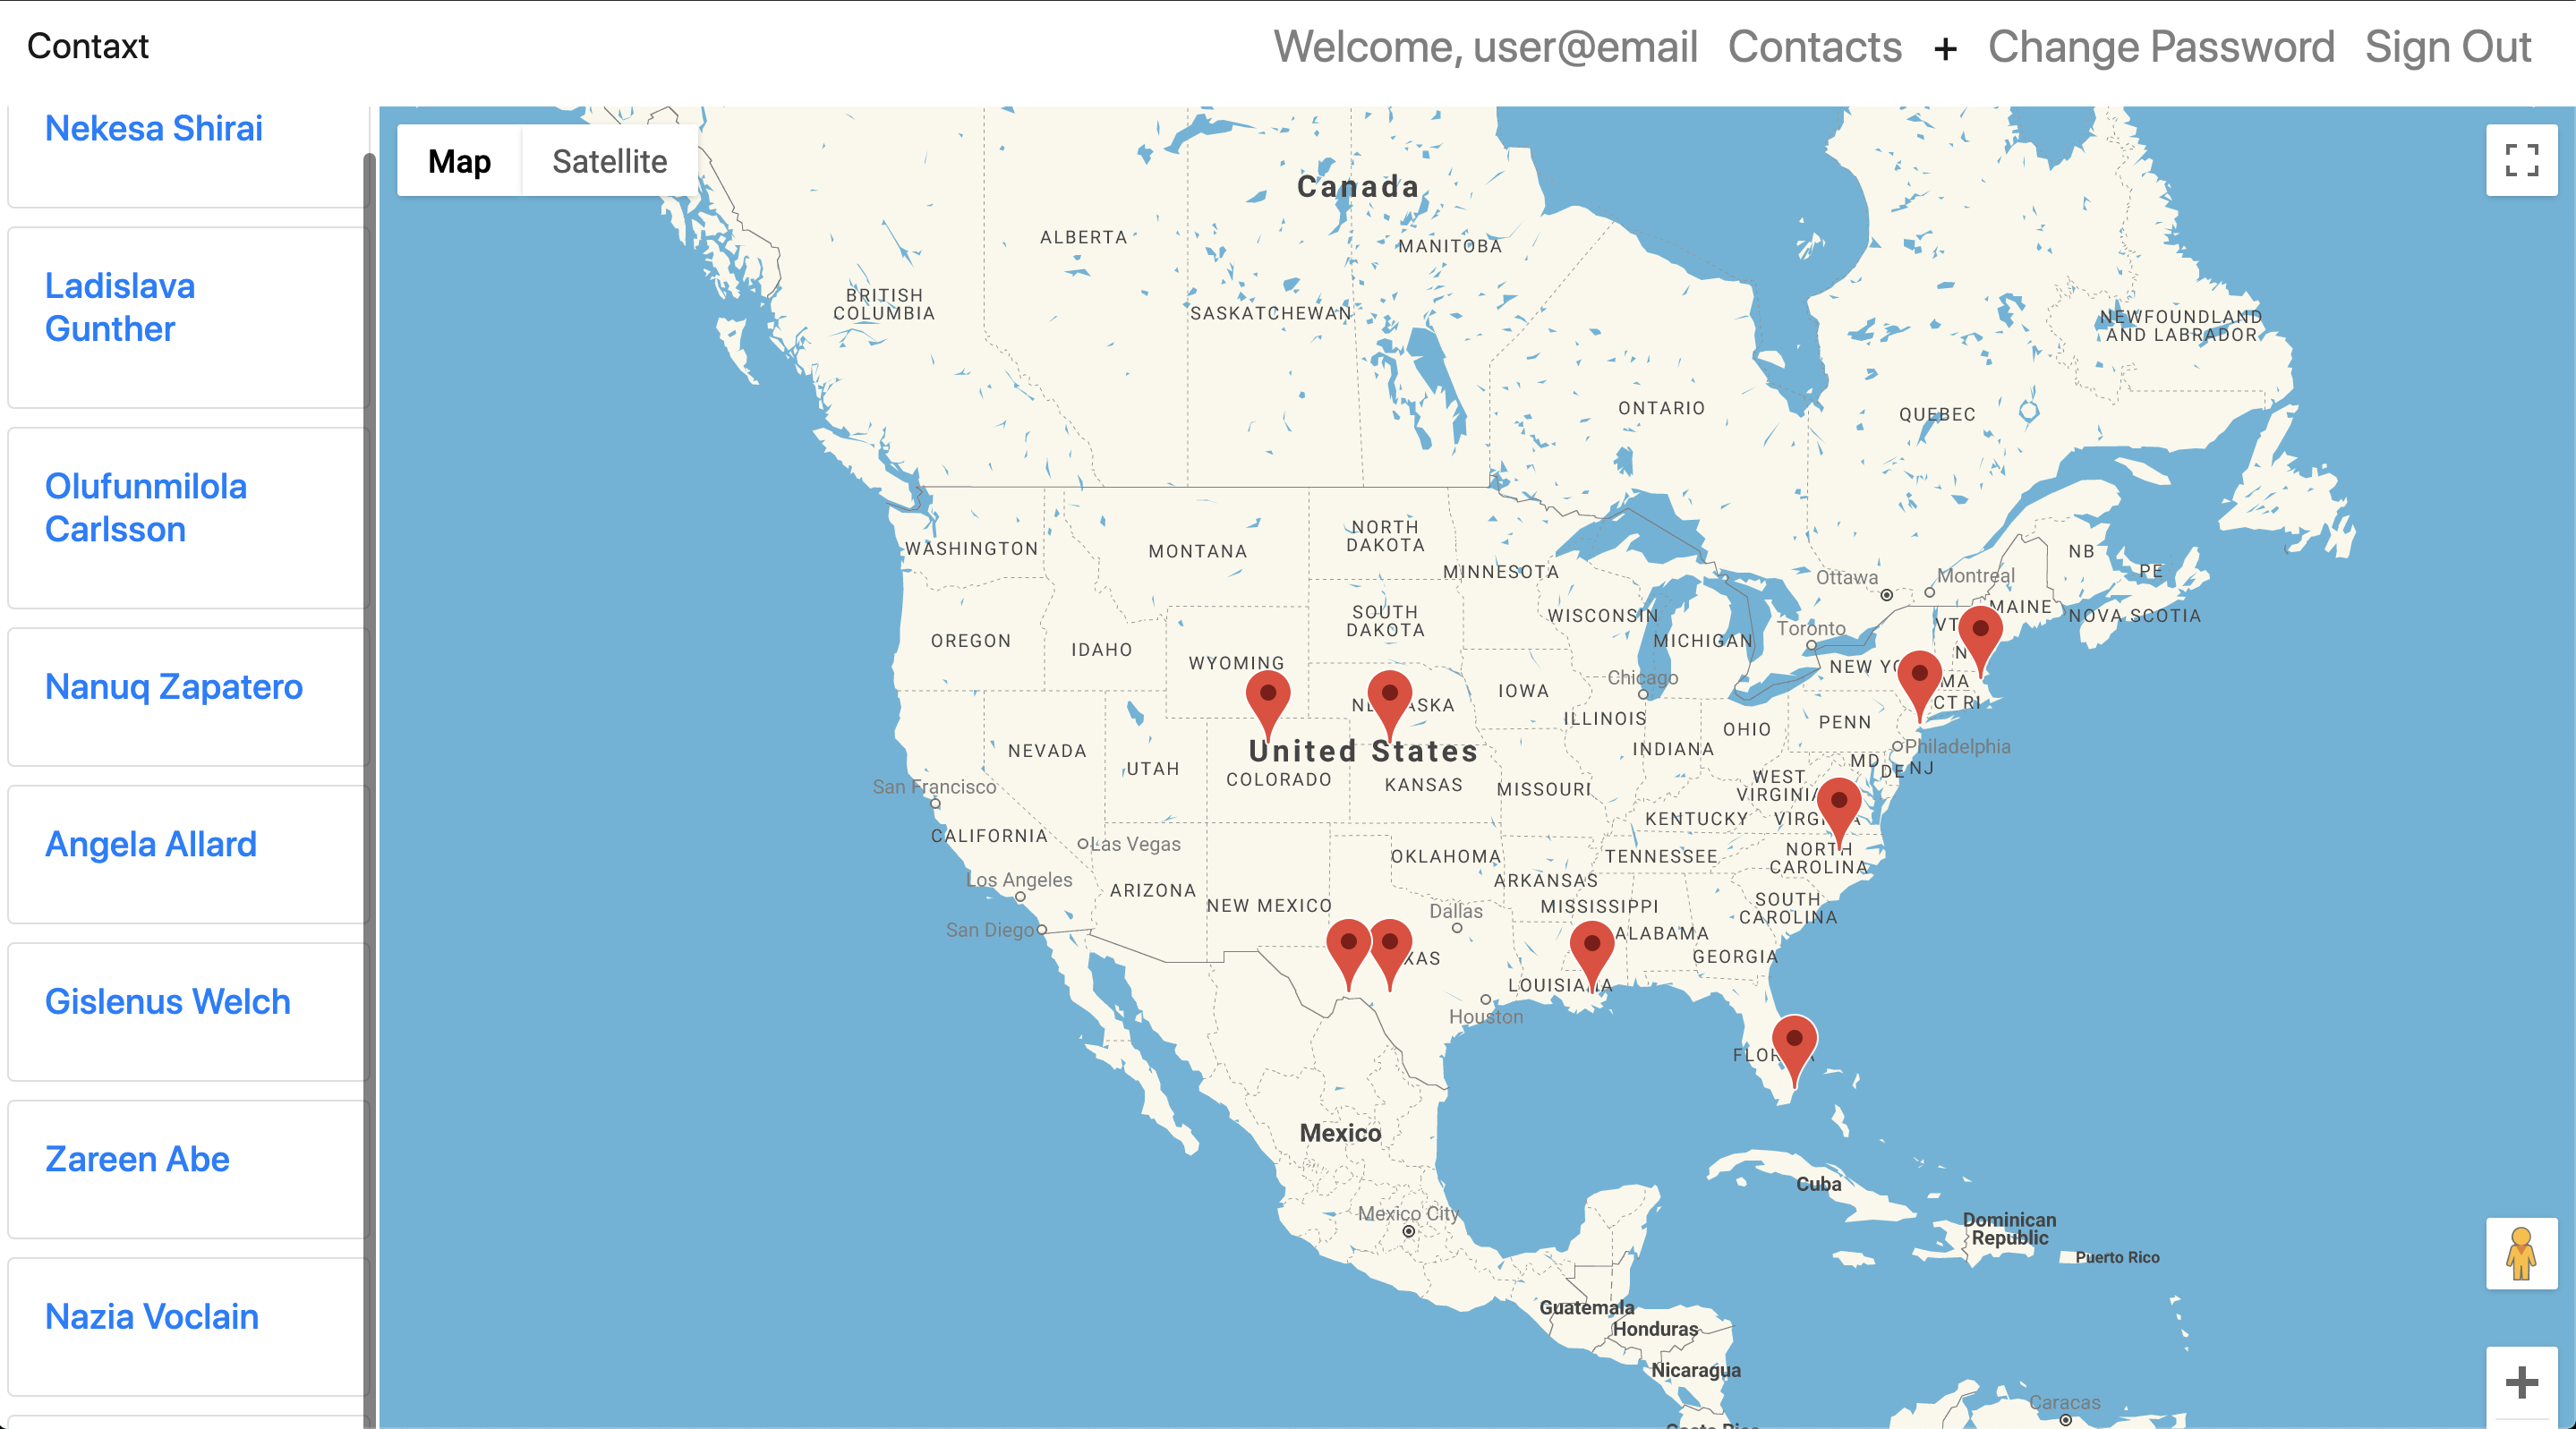 Contaxt
Welcome, user@email
Contacts
+
Change Password
Sign Out
Nekesa Shirai
Ladislava
Gunther
Olufunmilola
Carlsson
Nanuq Zapatero
Angela Allard
Gislenus Welch
Zareen Abe
Nazia Voclain
Map
Satellite
Canada
ALBERTA
MANITOBA
BRITISH
COLUMBIA
SASKATCHEWAN
NEWFOUNDLAND
AND LABRADOR
ONTARIO
QUEBEC
WASHINGTON
MONTANA
NORTH
DAKOTA
MINNESOTA
Ottawa
Montreal
NB
PE
MAINE
NOVA SCOTIA
OREGON
IDAHO
SOUTH
DAKOTA
WISCONSIN
MICHIGAN
Toronto
VT
WYOMING
NEW YO
MA
CT RI
Chicago
IOWA
ILLINOIS
OHIO
PENN
United States
NEVADA
UTAH
COLORADO
KANSAS
MISSOURI
INDIANA
Philadelphia
MD
DE NJ
WEST
VIRGINIA
San Francisco
CALIFORNIA
Las Vegas
KENTUCKY
OKLAHOMA
TENNESSEE
NORTH
CAROLINA
Los Angeles
ARIZONA
NEW MEXICO
ARKANSAS
MISSISSIPPI
SOUTH
CAROLINA
San Diego
Dallas
ALABAMA
GEORGIA
XAS
LOUISIANA
Houston
Mexico
Cuba
Mexico City
Dominican
Republic
Puerto Rico
Guatemala
Honduras
Nicaragua
Caracas
+